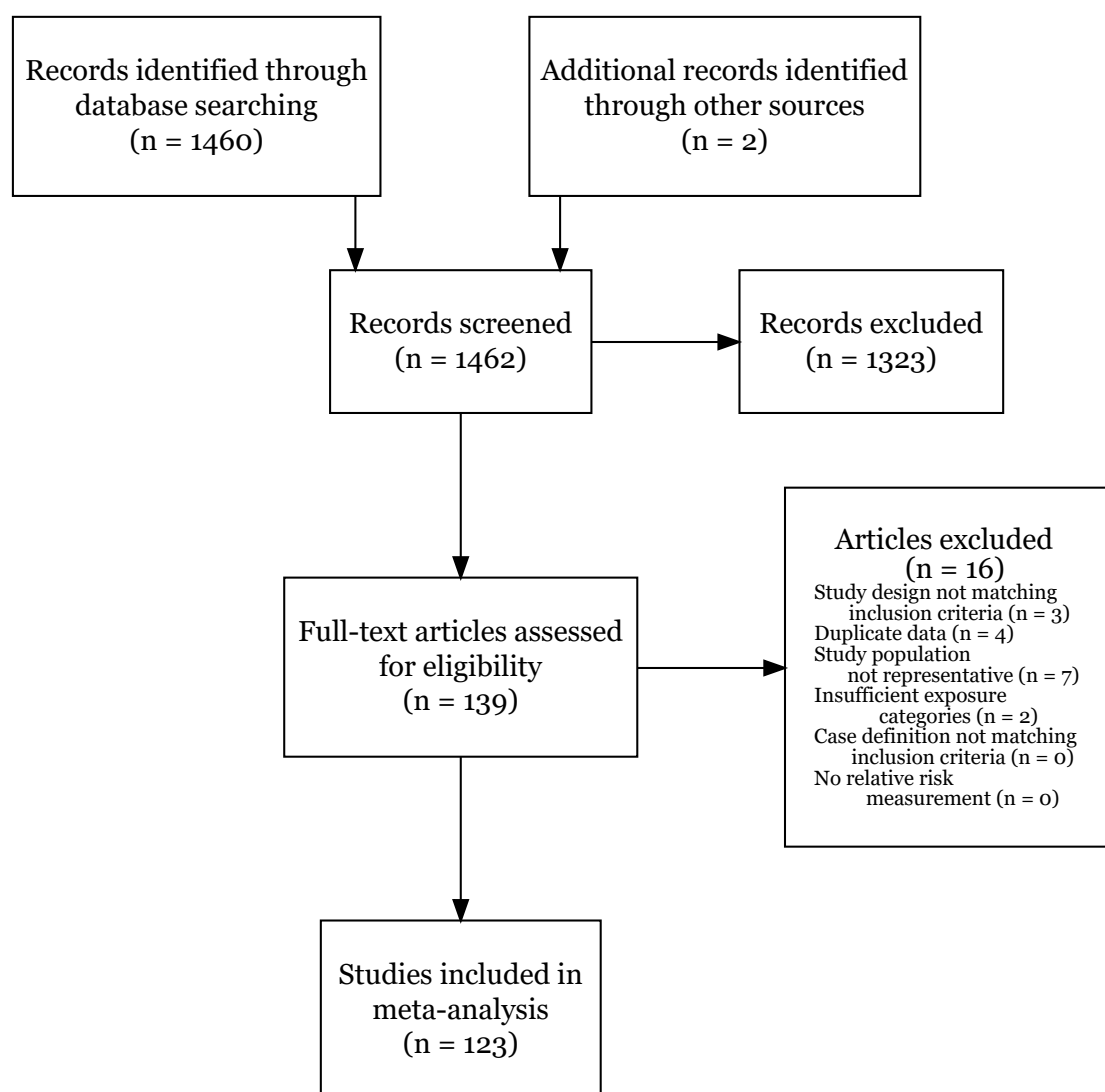 Records identified through
database searching
(n = 1460)
Additional records identified
through other sources
(n = 2)
Records screened
(n = 1462)
Records excluded
(n = 1323)
Full-text articles assessed
for eligibility
(n = 139)
Articles excluded
(n = 16)
Study design not matching
inclusion criteria (n = 3)
Duplicate data (n = 4)
Study population
not representative (n = 7)
Insufficient exposure
categories (n = 2)
Case definition not matching
inclusion criteria (n = 0)
No relative risk
measurement (n = 0)
Studies included in
meta-analysis
(n = 123)